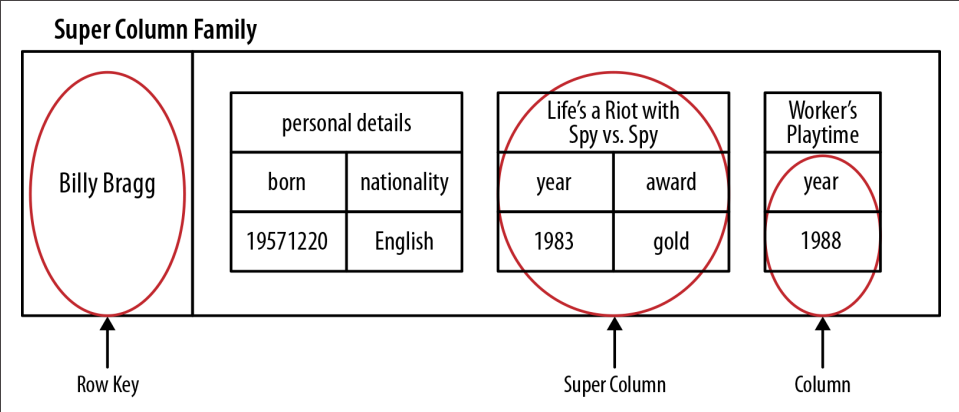 Super Column Family
Billy Bragg
personal details
born nationality
19571220 English
Life's a Riot with
Spy vs. Spy
year award
1983 gold
Worker's
Playtime
year
1988
Row Key
Super Column
Column